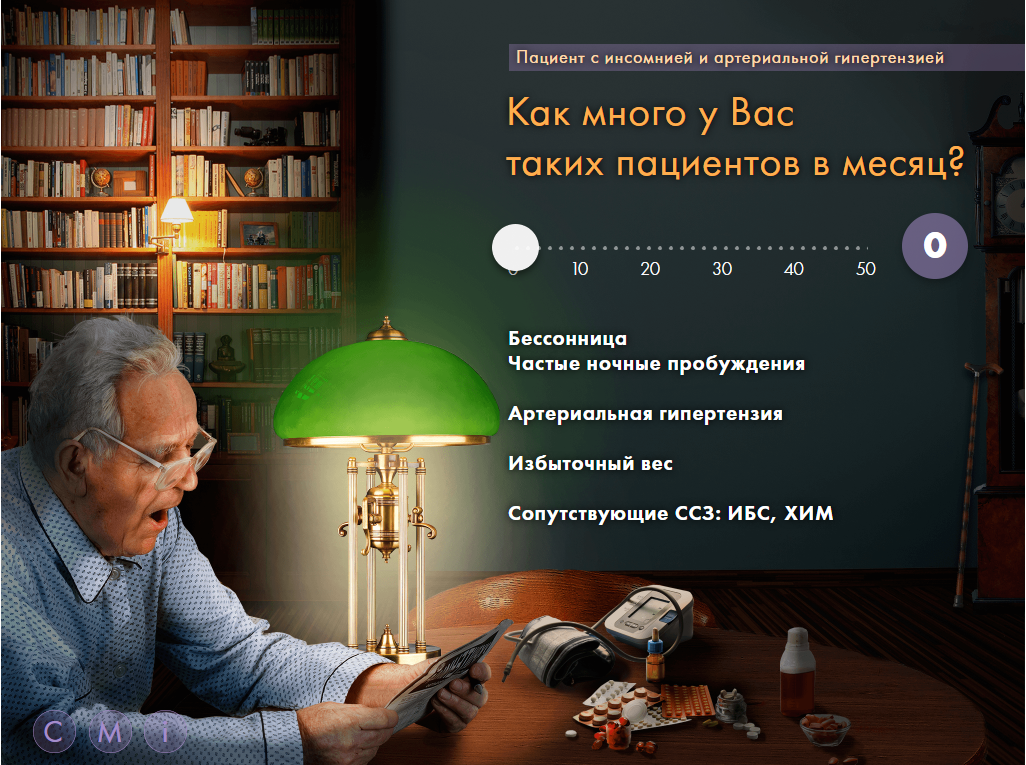 Пациент с инсомнией и артериальной гипертензией
Как много у Вас
таких пациентов в месяц?
0
10 20 30 40 50
Бессонница
Частые ночные пробуждения
Артериальная гипертензия
Избыточный вес
Сопутствующие ССЗ: ИБС, ХИМ
С М І